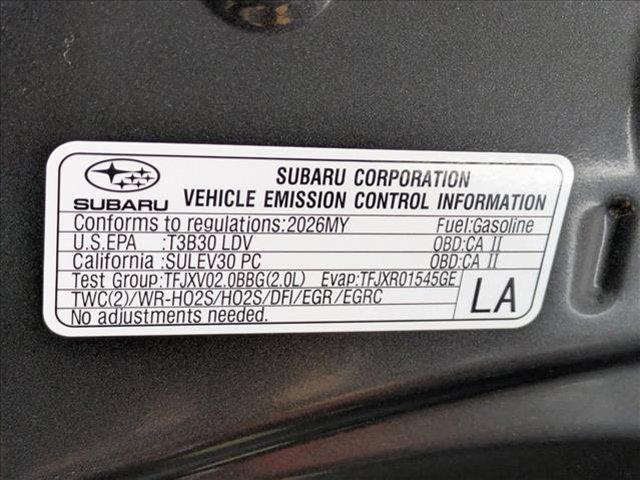 SUBARU CORPORATION
SUBARU VEHICLE EMISSION CONTROL INFORMATION
Conforms to regulations:2026MY Fuel:Gasoline
U.S.EPA :T3B30 LDV OBD:CA II
California :SULEV30 PC OBD:CA II
Test Group:TFJXV02.0BBG(2.0L) Evap:TFJXR01545GE
TWC(2)/WR-HO2S/HO2S/DFI/EGR/EGRC
No adjustments needed.
LA